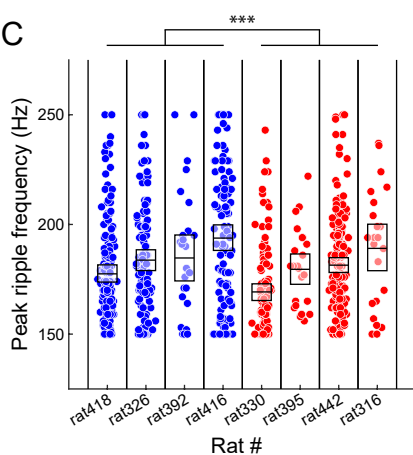 C
***
Peak ripple frequency (Hz)
250
200
150
rat418 rat326 rat392 rat416 rat330 rat395 rat442 rat316
Rat #